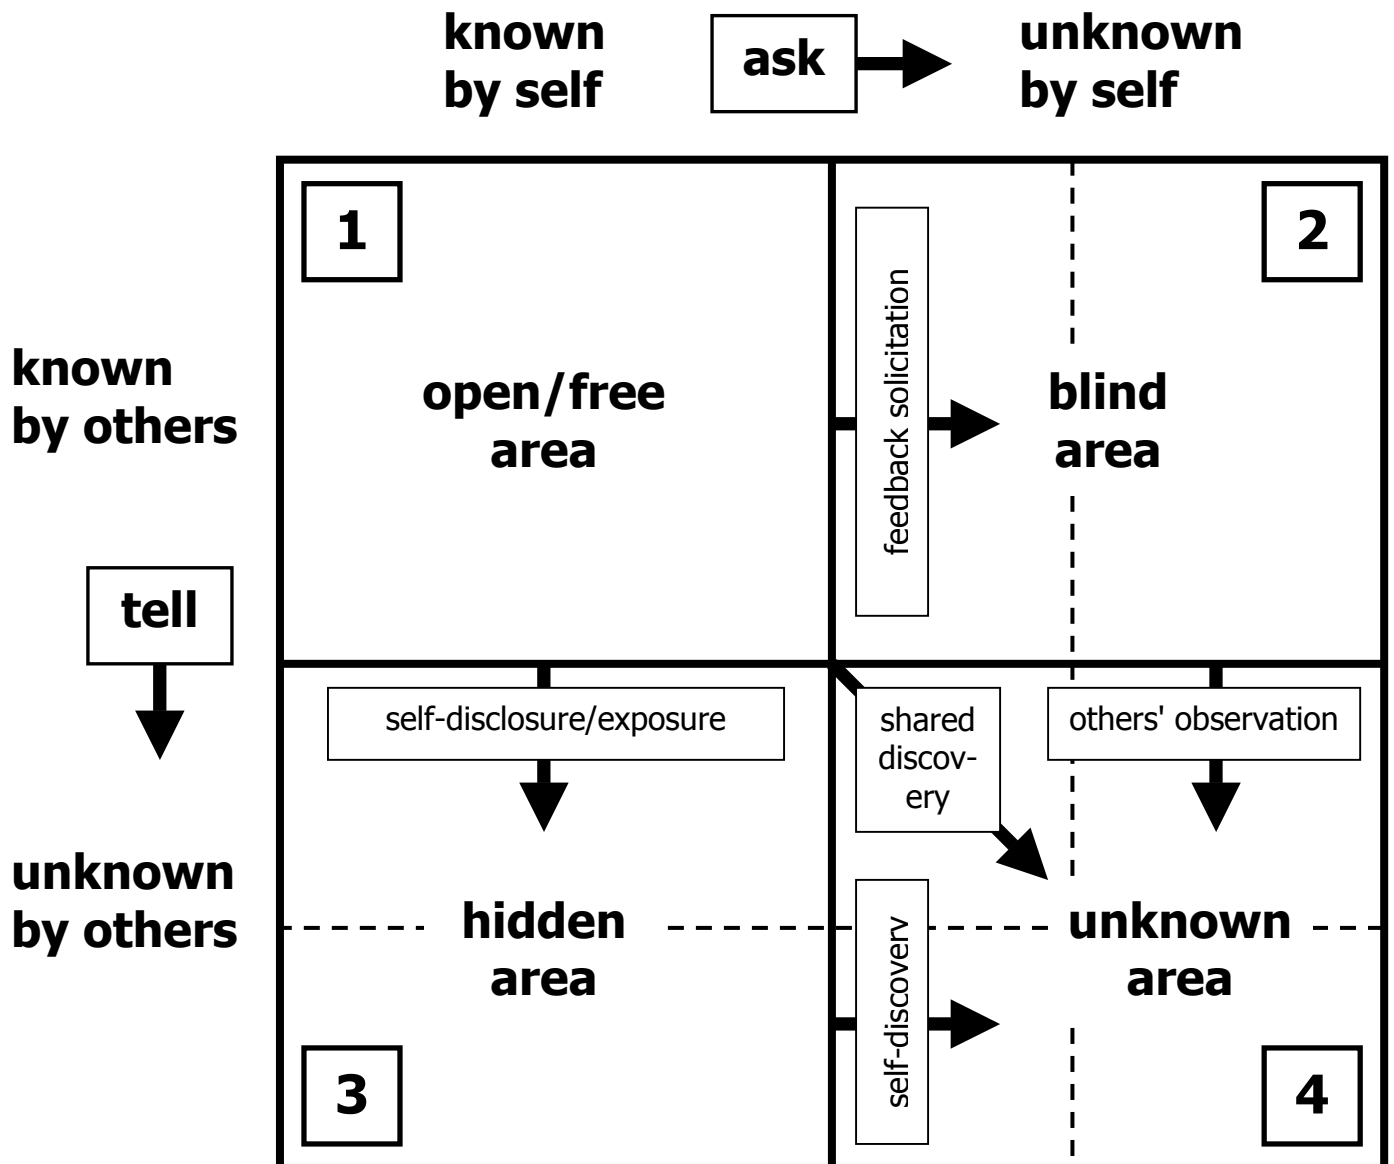 known
by self
ask
unknown
by self
1
2
known
by others
open/free
area
feedback solicitation
blind
area
tell
self-disclosure/exposure
shared
discov-
ery
others' observation
unknown
by others
hidden
area
self-discovery
unknown
area
3
4